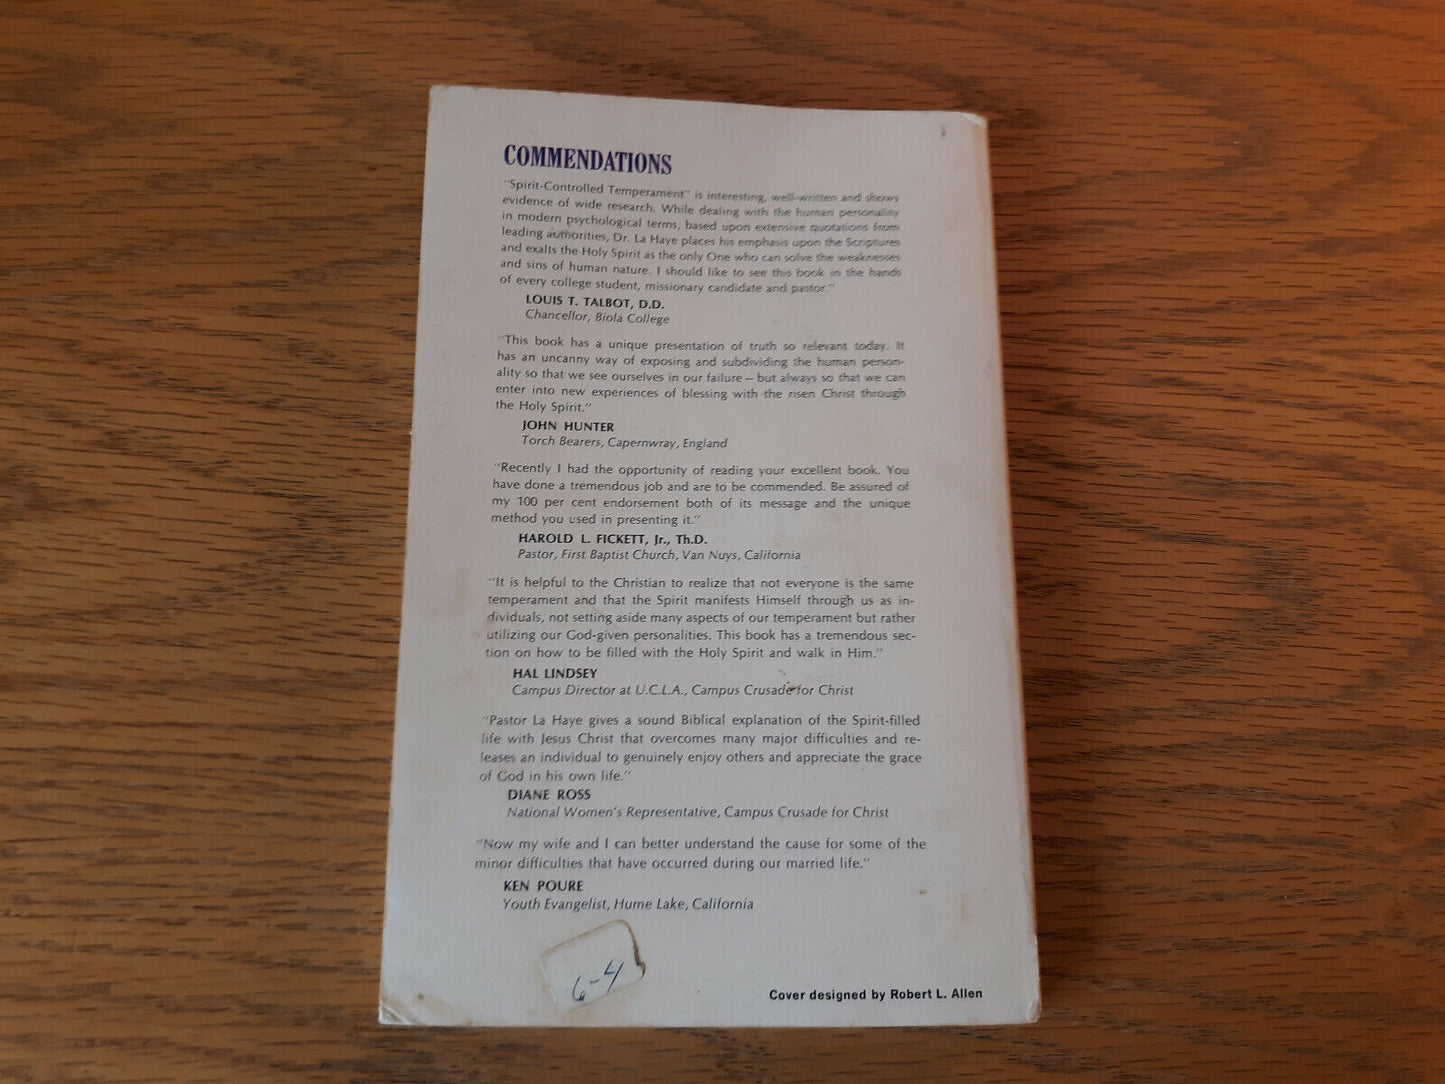 COMMENDATIONS
"Spirit-Controlled Temperament" is interesting, well-written and shows
evidence of wide research. While dealing with the human personality
in modern psychological terms, based upon extensive quotations from
leading authorities, Dr. La Haye places his emphasis upon the Scriptures
and exalts the Holy Spirit as the only One who can solve the weaknesses
and sins of human nature. I should like to see this book in the hands
of every college student, missionary candidate and pastor."
LOUIS T. TALBOT, D.D.
Chancellor, Biola College
"This book has a unique presentation of truth so relevant today. It
has an uncanny way of exposing and subdividing the human person-
ality so that we see ourselves in our failure – but always so that we can
enter into new experiences of blessing with the risen Christ through
the Holy Spirit."
JOHN HUNTER
Torch Bearers, Capernwray, England
"Recently I had the opportunity of reading your excellent book. You
have done a tremendous job and are to be commended. Be assured of
my 100 per cent endorsement both of its message and the unique
method you used in presenting it."
HAROLD L. FICKETT, Jr., Th.D.
Pastor, First Baptist Church, Van Nuys, California
"It is helpful to the Christian to realize that not everyone is the same
temperament and that the Spirit manifests Himself through us as in-
dividuals, not setting aside many aspects of our temperament but rather
utilizing our God-given personalities. This book has a tremendous sec-
tion on how to be filled with the Holy Spirit and walk in Him."
HAL LINDSEY
Campus Director at U.C.L.A., Campus Crusade for Christ
"Pastor La Haye gives a sound Biblical explanation of the Spirit-filled
life with Jesus Christ that overcomes many major difficulties and re-
leases an individual to genuinely enjoy others and appreciate the grace
of God in his own life."
DIANE ROSS
National Women's Representative, Campus Crusade for Christ
"Now my wife and I can better understand the cause for some of the
minor difficulties that have occurred during our married life."
KEN POURE
Youth Evangelist, Hume Lake, California
6-4
Cover designed by Robert L. Allen